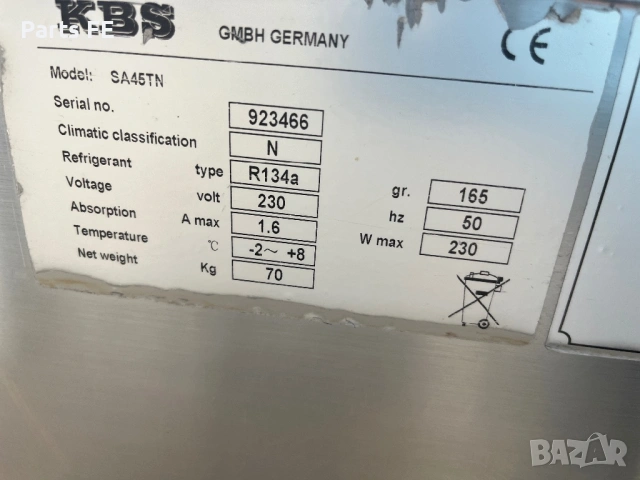 Parts EE
KBS GMBH GERMANY CE
Model: SA45TN
Serial no. 923466
Climatic classification N
Refrigerant type R134a gr. 165
Voltage volt 230 hz 50
Absorption A max 1.6 W max 230
Temperature °C -2~ +8
Net weight Kg 70
BAZAR